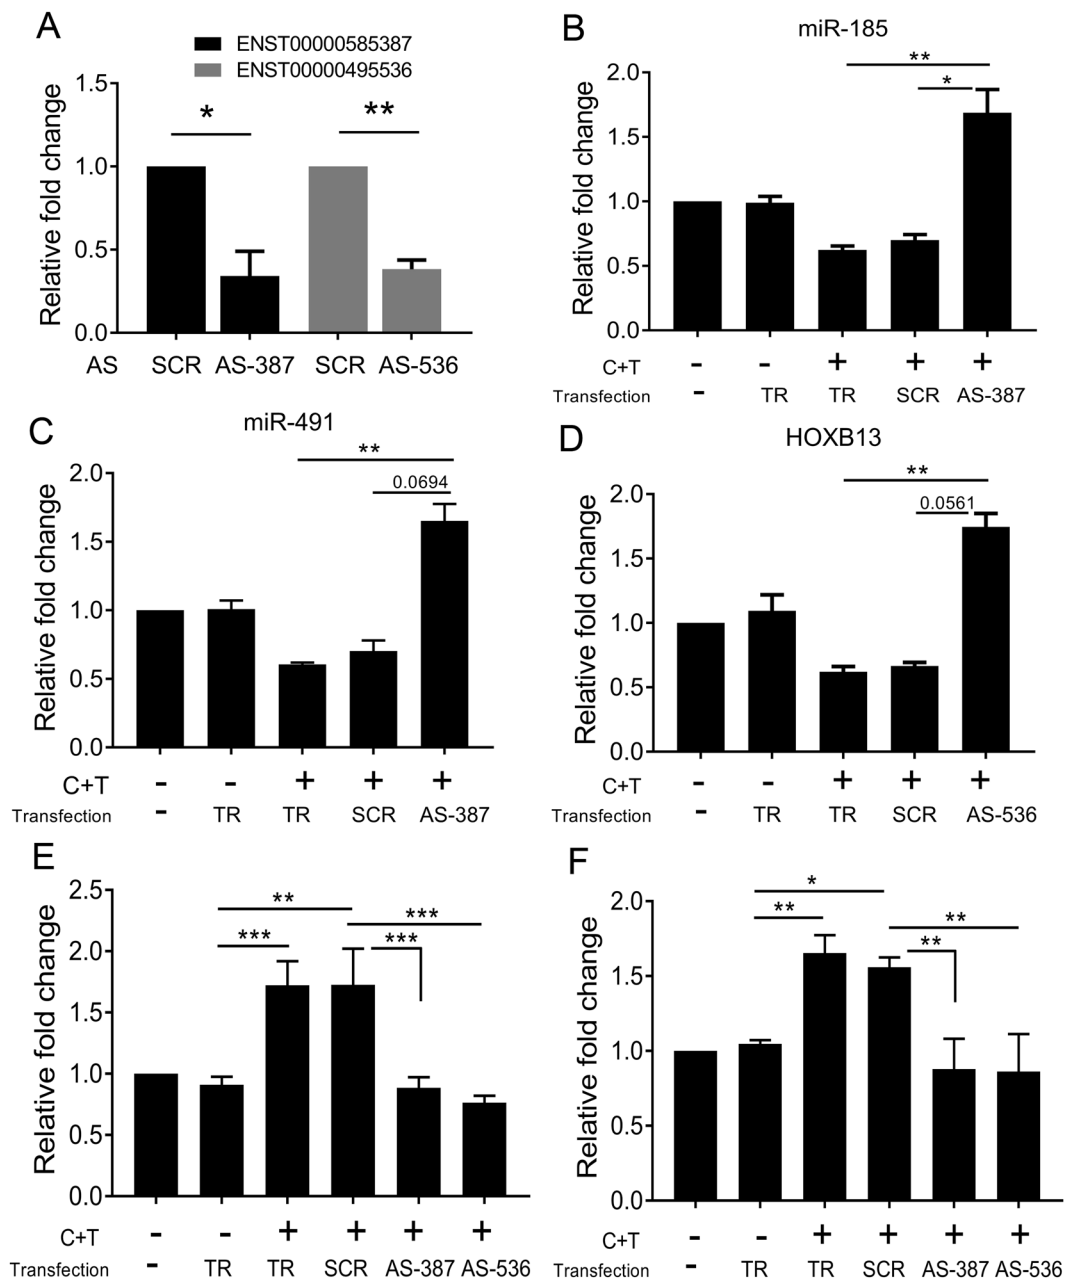 A
ENST00000585387
ENST00000495536
Relative fold change
1.5
1.0
0.5
0.0
*
**
AS SCR AS-387 SCR AS-536
B
miR-185
Relative fold change
2.0
1.5
1.0
0.5
0.0
**
*
C+T - - + + +
Transfection - TR TR SCR AS-387
C
miR-491
Relative fold change
2.0
1.5
1.0
0.5
0.0
**
0.0694
C+T - - + + +
Transfection - TR TR SCR AS-387
D
HOXB13
Relative fold change
2.0
1.5
1.0
0.5
0.0
**
0.0561
C+T - - + + +
Transfection - TR TR SCR AS-536
E
Relative fold change
2.5
2.0
1.5
1.0
0.5
0.0
**
***
***
***
C+T - - + + + +
Transfection - TR TR SCR AS-387 AS-536
F
Relative fold change
2.0
1.5
1.0
0.5
0.0
*
**
**
**
C+T - - + + + +
Transfection - TR TR SCR AS-387 AS-536